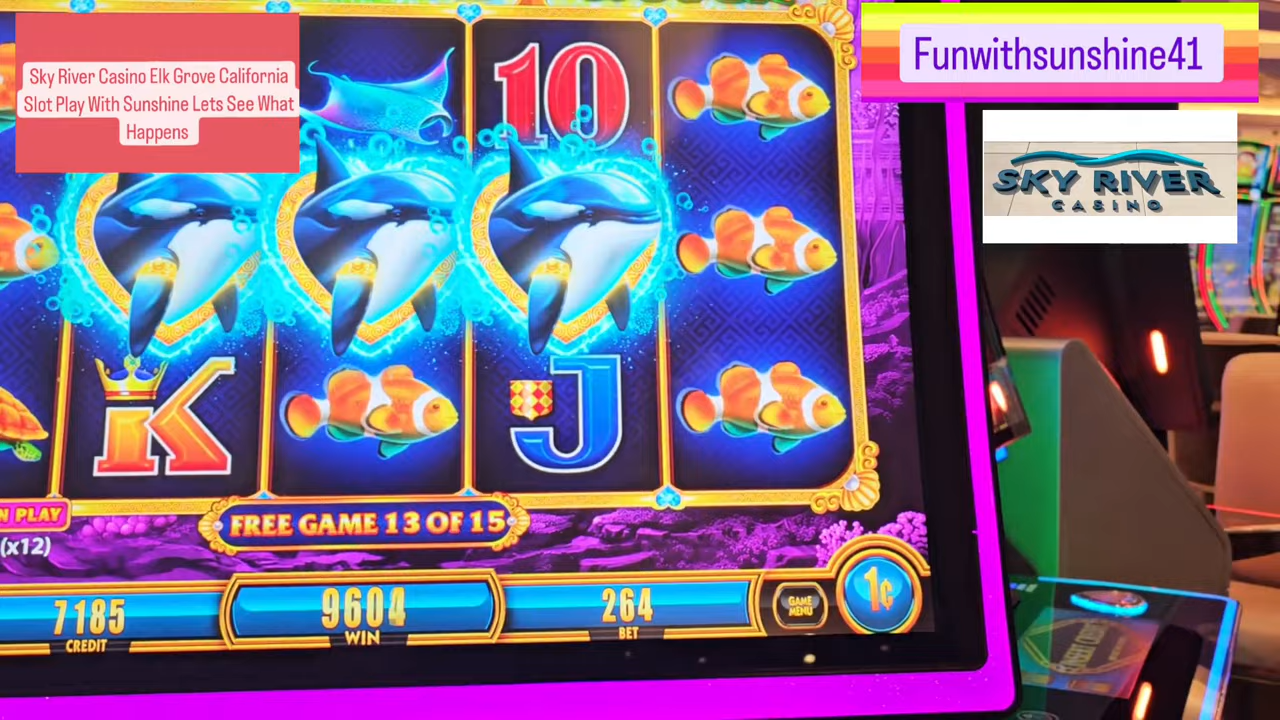 Sky River Casino Elk Grove California
Slot Play With Sunshine Lets See What
Happens
Funwithsunshine41
SKY RIVER
CASINO
10
K
J
N PLAY
(x12)
FREE GAME 13 OF 15
7185
CREDIT
9604
WIN
264
BET
GAME
MENU
1¢